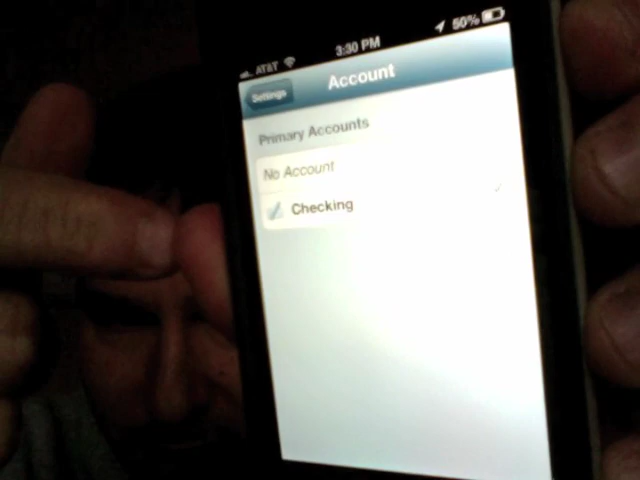 AT&T 3:30 PM 50%
Settings Account
Primary Accounts
No Account
Checking